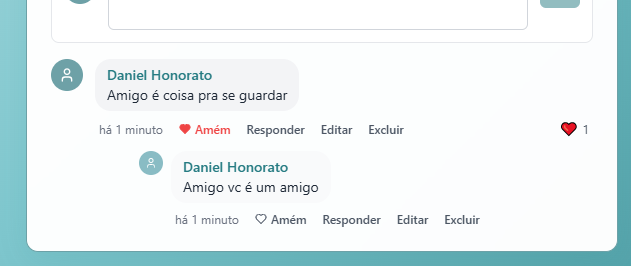 Daniel Honorato
Amigo é coisa pra se guardar
há 1 minuto Amém Responder Editar Excluir 1
Daniel Honorato
Amigo vc é um amigo
há 1 minuto Amém Responder Editar Excluir